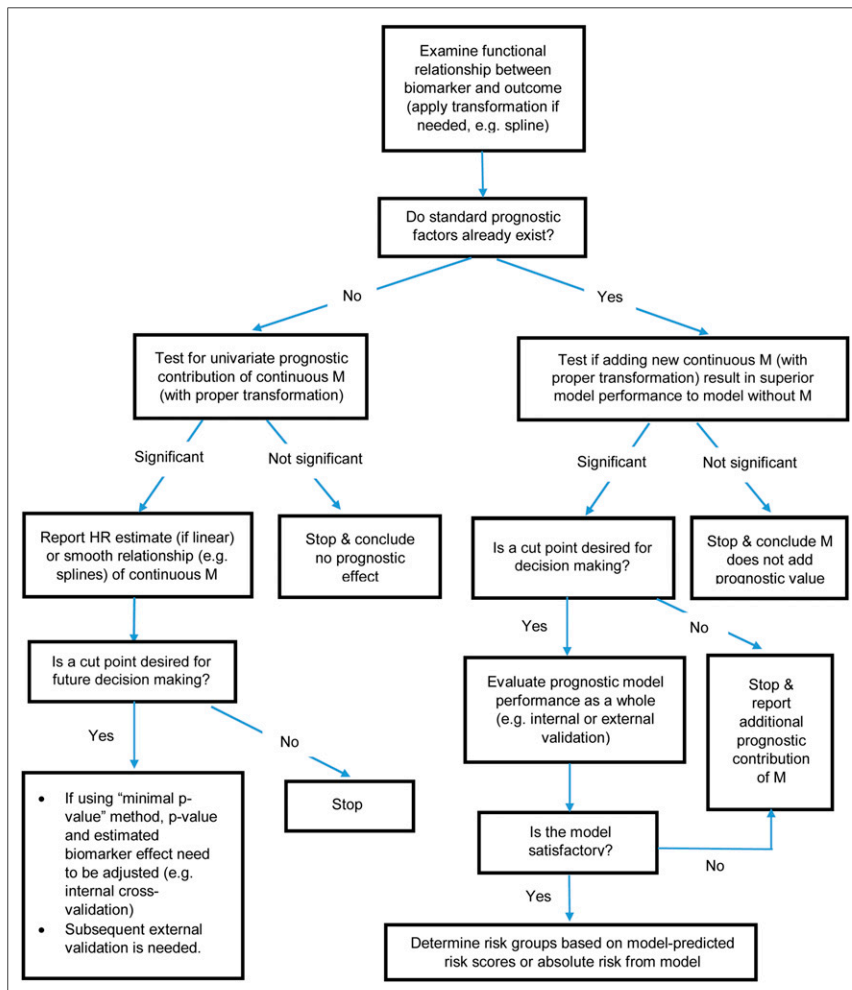 Examine functional
relationship between
biomarker and outcome
(apply transformation if
needed, e.g. spline)
Do standard prognostic
factors already exist?
No
Yes
Test for univariate prognostic
contribution of continuous M
(with proper transformation)
Test if adding new continuous M (with
proper transformation) result in superior
model performance to model without M
Significant
Not significant
Significant
Not significant
Report HR estimate (if linear)
or smooth relationship (e.g.
splines) of continuous M
Stop & conclude
no prognostic
effect
Is a cut point desired for
decision making?
Stop & conclude M
does not add
prognostic value
Yes
No
Is a cut point desired for
future decision making?
Evaluate prognostic model
performance as a whole
(e.g. internal or external
validation)
Stop &
report
additional
prognostic
contribution
of M
Yes
No
• If using “minimal p-
value” method, p-value
and estimated
biomarker effect need
to be adjusted (e.g.
internal cross-
validation)
• Subsequent external
validation is needed.
Stop
Is the model
satisfactory?
No
Yes
Determine risk groups based on model-predicted
risk scores or absolute risk from model